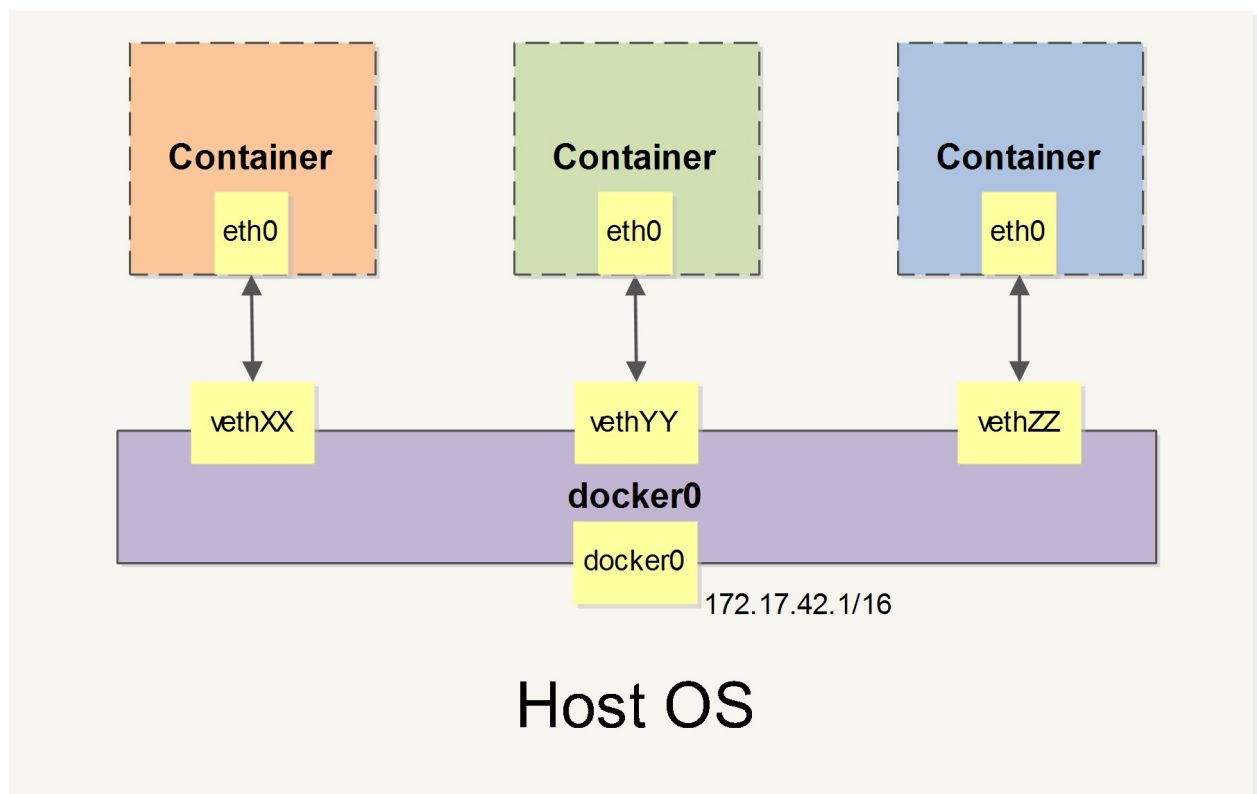 Container
Container
Container
eth0
eth0
eth0
vethXX
vethYY
vethZZ
docker0
docker0
172.17.42.1/16
Host OS